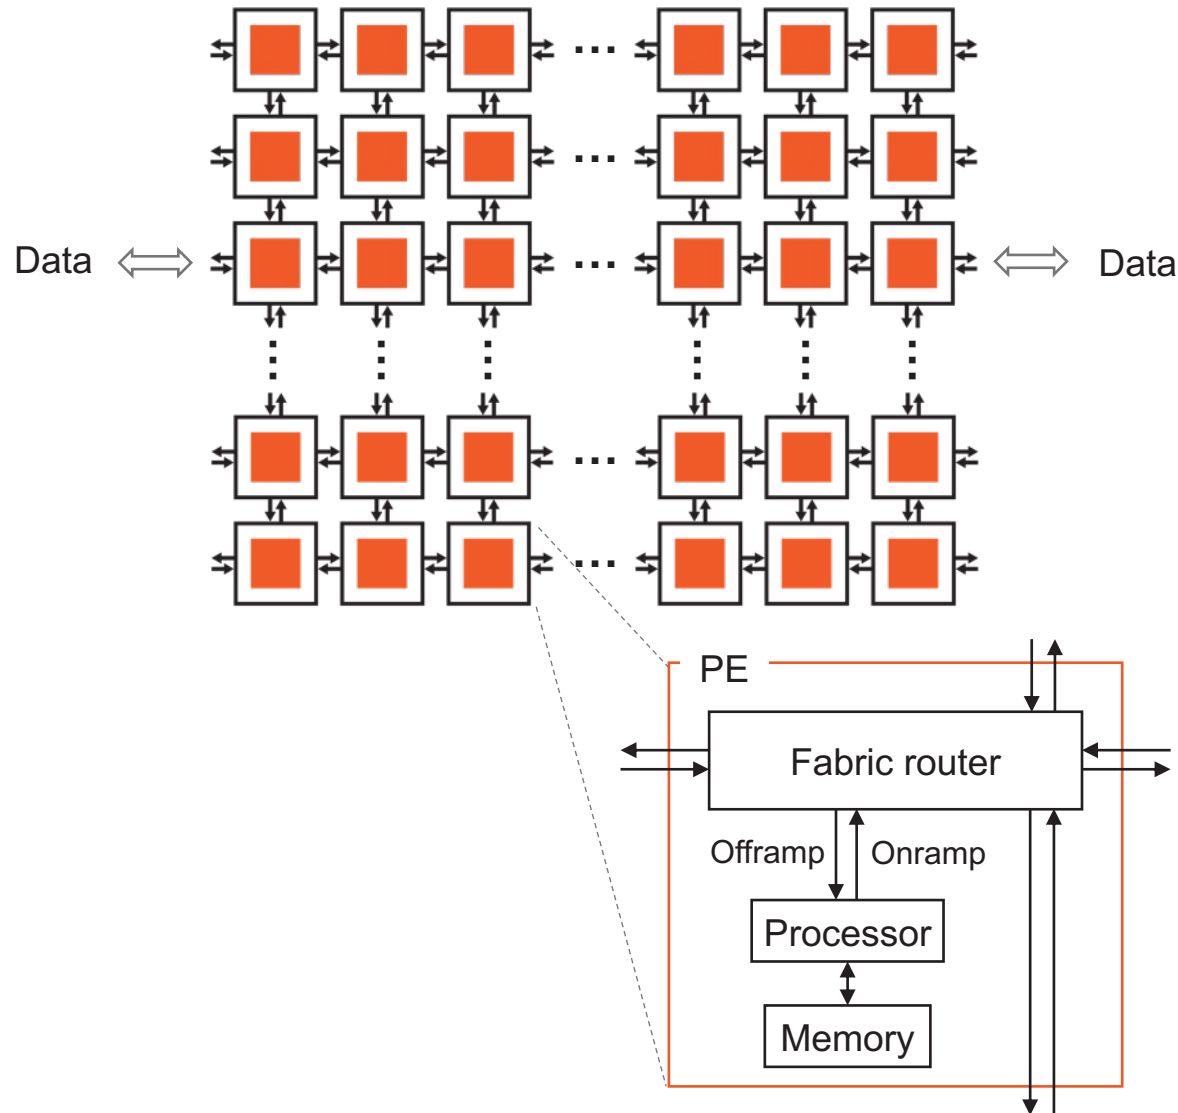 Data
Data
PE
Fabric router
Offramp
Onramp
Processor
Memory